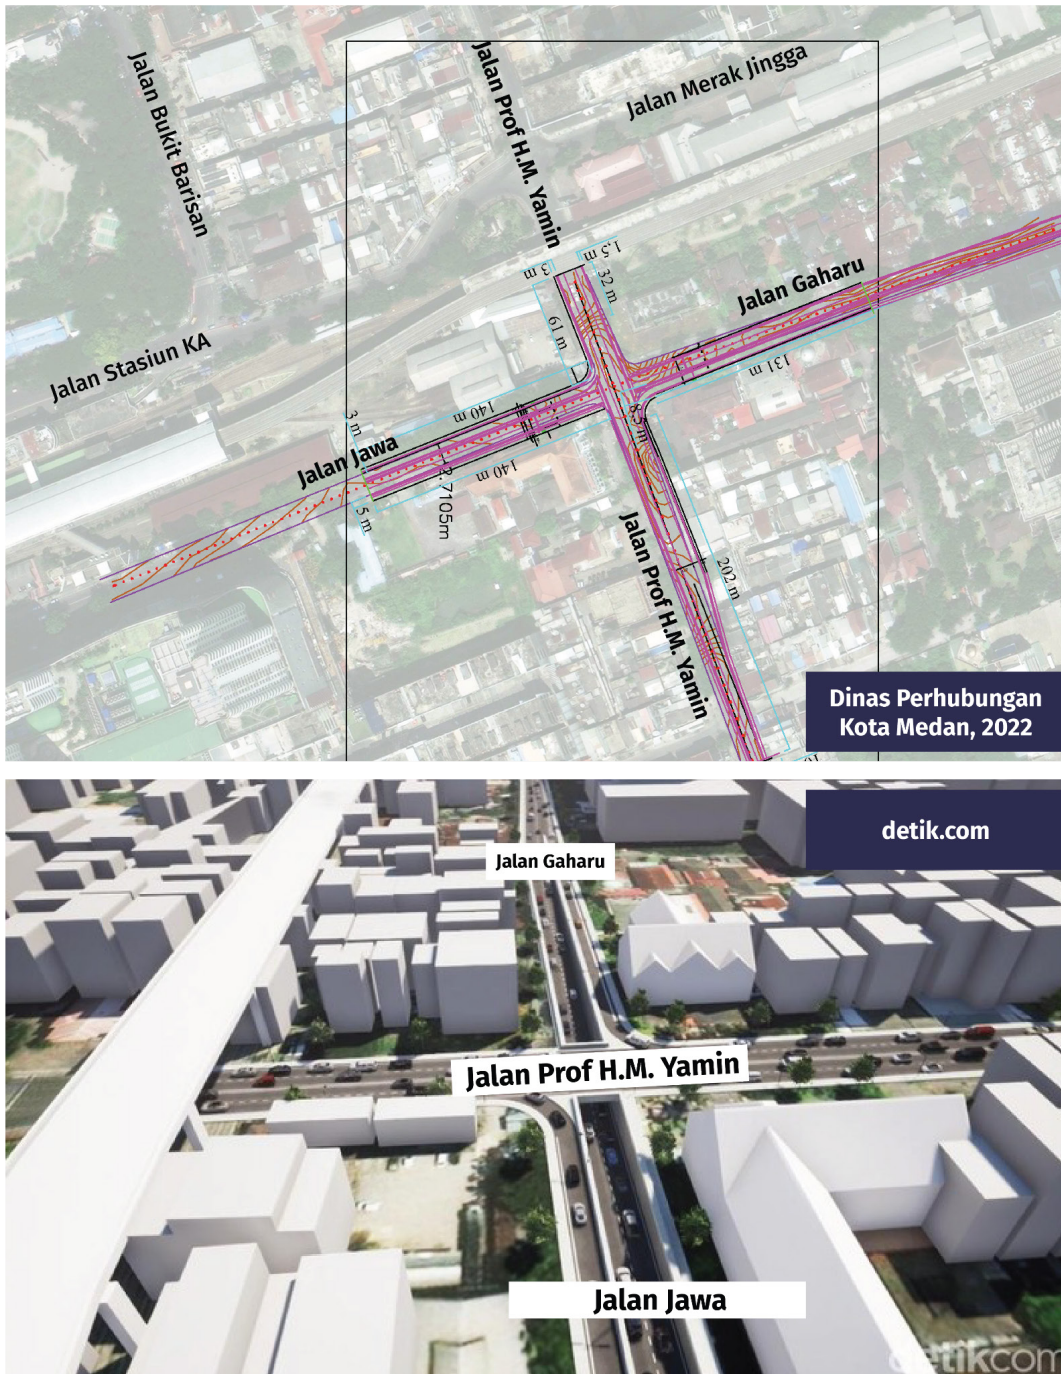 Jalan Bukit Barisan
Jalan Prof H.M. Yamin
Jalan Merak Jingga
1,5 m
3 m
32 m
Jalan Gaharu
61 m
Jalan Stasiun KA
131 m
140 m
3 m
8,5 m
Jalan Jawa
140 m
2.7105m
5 m
Jalan Prof H.M. Yamin
202 m
Dinas Perhubungan
Kota Medan, 2022
detik.com
Jalan Gaharu
Jalan Prof H.M. Yamin
Jalan Jawa
detikcom